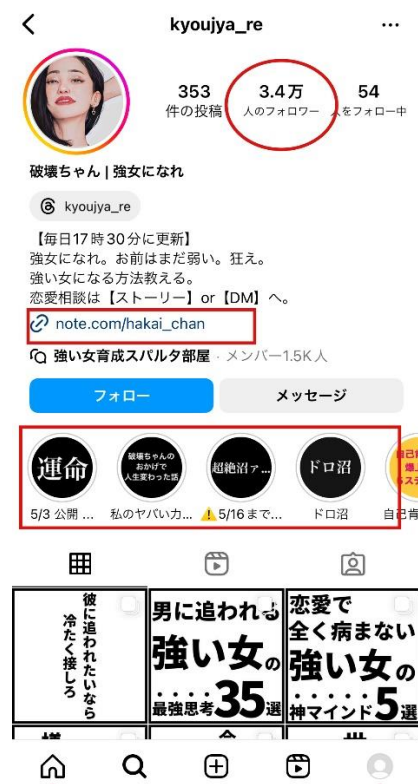 kyoujya_re
353
件の投稿
3.4万
人のフォロワー
54
人をフォロー中
破壊ちゃん | 強女になれ
kyoujya_re
【毎日17時30分に更新】
強女になれ。お前はまだ弱い。狂え。
強い女になる方法教える。
恋愛相談は【ストーリー】or【DM】へ。
note.com/hakai_chan
強い女育成スパルタ部屋 · メンバー1.5K人
フォロー
メッセージ
運命
破壊ちゃんの
おかげで
人生変わった話
超絶沼ァ...
ドロ沼
5/3 公開 ...
私のヤバい力...
⚠️5/16まで...
ドロ沼
自己肯
彼に追われたいなら
冷たく接しろ
男に追われる
強い女の
最強思考35選
恋愛で
全く病まない
強い女の
神マインド5選